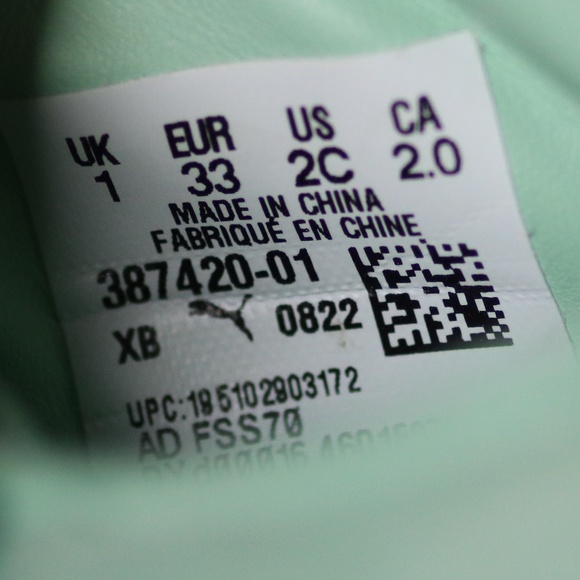 UK EUR US CA
1 33 2C 2.0
MADE IN CHINA
FABRIQUÉ EN CHINE
387420-01
XB 0822
UPC:195102903172
AD FSS70